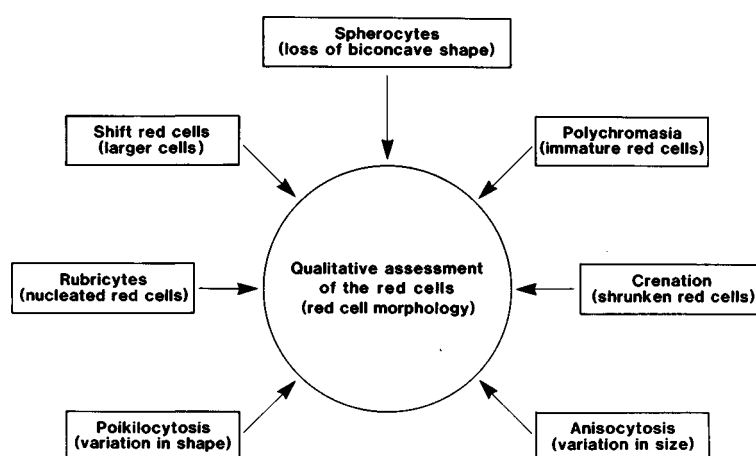 Spherocytes
(loss of biconcave shape)
Shift red cells
(larger cells)
Polychromasia
(immature red cells)
Rubricytes
(nucleated red cells)
Qualitative assessment
of the red cells
(red cell morphology)
Crenation
(shrunken red cells)
Poikilocytosis
(variation in shape)
Anisocytosis
(variation in size)